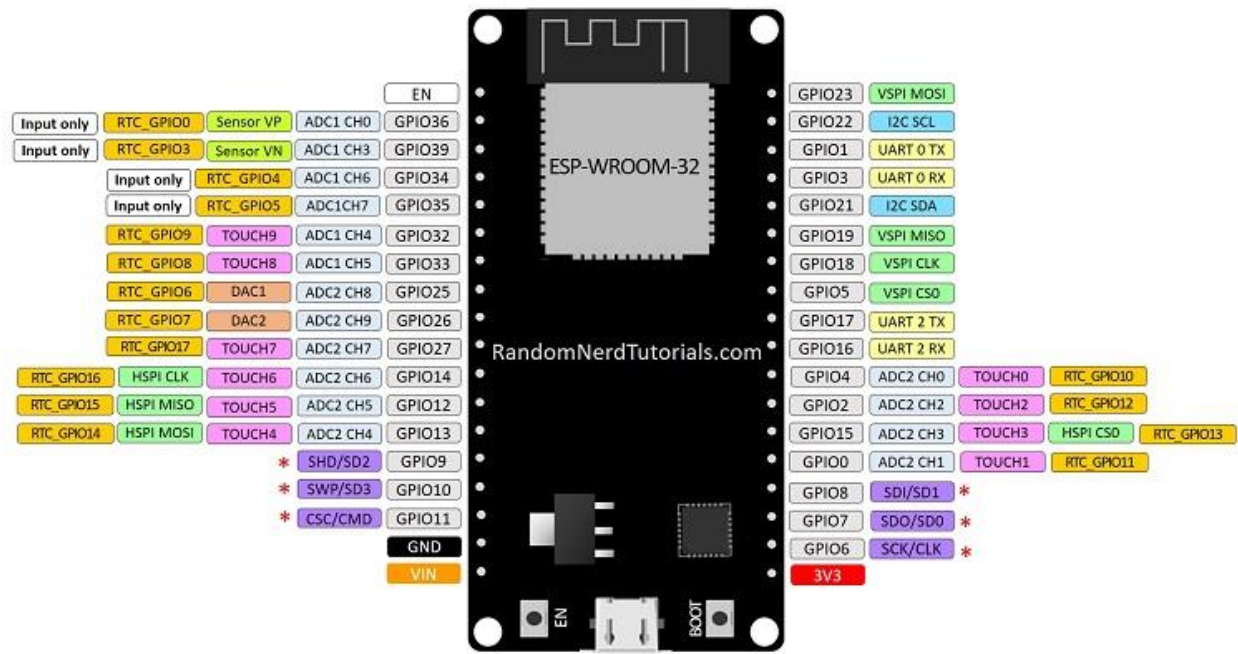 EN GPIO23 VSPI MOSI
Input only RTC_GPIO0 Sensor VP ADC1 CH0 GPIO36 GPIO22 I2C SCL
Input only RTC_GPIO3 Sensor VN ADC1 CH3 GPIO39 GPIO1 UART 0 TX
Input only RTC_GPIO4 ADC1 CH6 GPIO34 ESP-WROOM-32 GPIO3 UART 0 RX
Input only RTC_GPIO5 ADC1CH7 GPIO35 GPIO21 I2C SDA
RTC_GPIO9 TOUCH9 ADC1 CH4 GPIO32 GPIO19 VSPI MISO
RTC_GPIO8 TOUCH8 ADC1 CH5 GPIO33 GPIO18 VSPI CLK
RTC_GPIO6 DAC1 ADC2 CH8 GPIO25 GPIO5 VSPI CS0
RTC_GPIO7 DAC2 ADC2 CH9 GPIO26 GPIO17 UART 2 TX
RTC_GPIO17 TOUCH7 ADC2 CH7 GPIO27 RandomNerdTutorials.com GPIO16 UART 2 RX
RTC_GPIO16 HSPI CLK TOUCH6 ADC2 CH6 GPIO14 GPIO4 ADC2 CH0 TOUCH0 RTC_GPIO10
RTC_GPIO15 HSPI MISO TOUCH5 ADC2 CH5 GPIO12 GPIO2 ADC2 CH2 TOUCH2 RTC_GPIO12
RTC_GPIO14 HSPI MOSI TOUCH4 ADC2 CH4 GPIO13 GPIO15 ADC2 CH3 TOUCH3 HSPI CS0 RTC_GPIO13
* SHD/SD2 GPIO9 GPIO0 ADC2 CH1 TOUCH1 RTC_GPIO11
* SWP/SD3 GPIO10 GPIO8 SDI/SD1 *
* CSC/CMD GPIO11 GPIO7 SDO/SD0 *
GND GPIO6 SCK/CLK *
VIN 3V3
EN BOOT